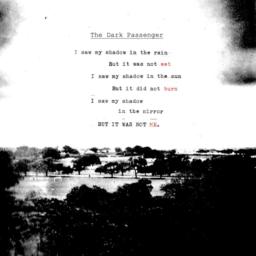 The Dark Passenger
I saw my shadow in the rain
But it was not wet
I saw my shadow in the sun
But it did not burn
I saw my shadow
in the mirror
BUT IT WAS NOT ME.